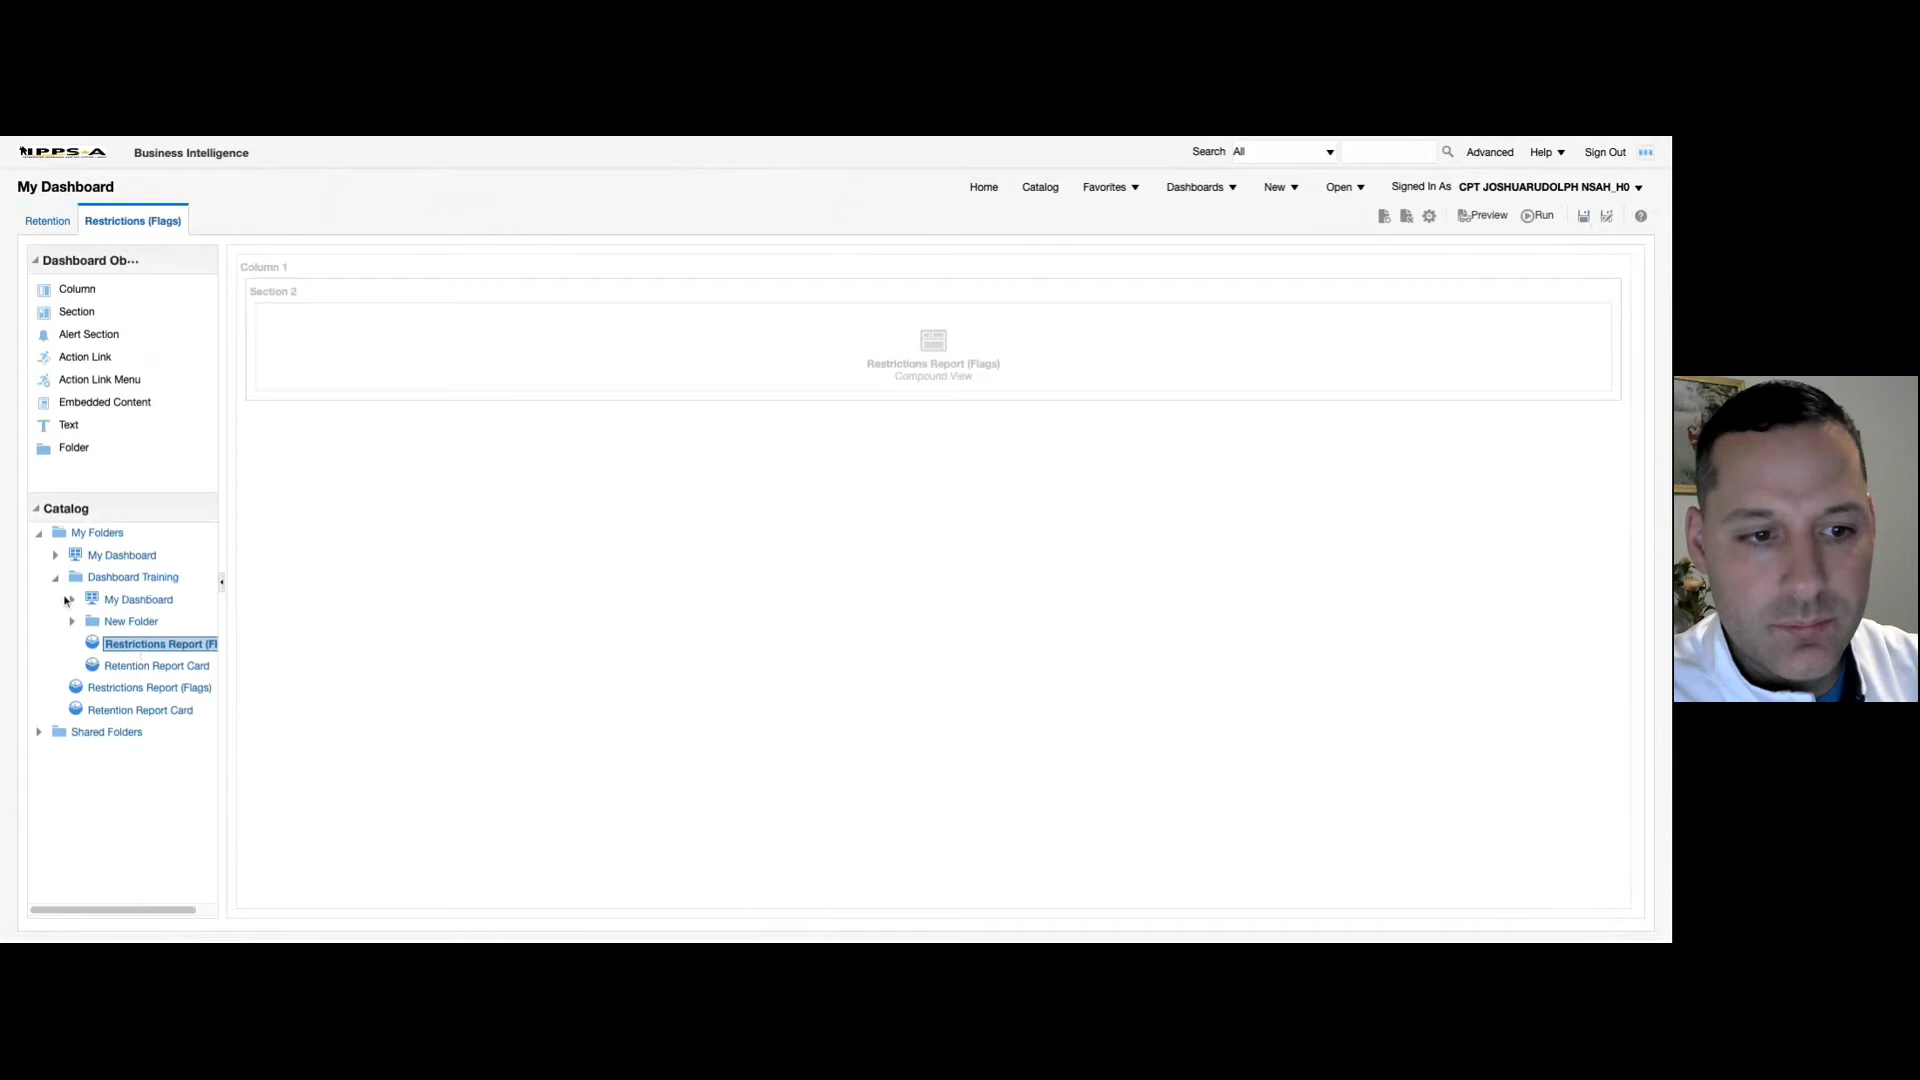 IPPS-A
Business Intelligence
Search All
Advanced
Help
Sign Out
My Dashboard
Home
Catalog
Favorites
Dashboards
New
Open
Signed In As CPT JOSHUARUDOLPH NSAH_H0
Retention
Restrictions (Flags)
Preview
Run
Dashboard Ob...
Column
Section
Alert Section
Action Link
Action Link Menu
Embedded Content
Text
Folder
Column 1
Section 2
Restrictions Report (Flags)
Compound View
Catalog
My Folders
My Dashboard
Dashboard Training
My Dashboard
New Folder
Restrictions Report (Fl
Retention Report Card
Restrictions Report (Flags)
Retention Report Card
Shared Folders